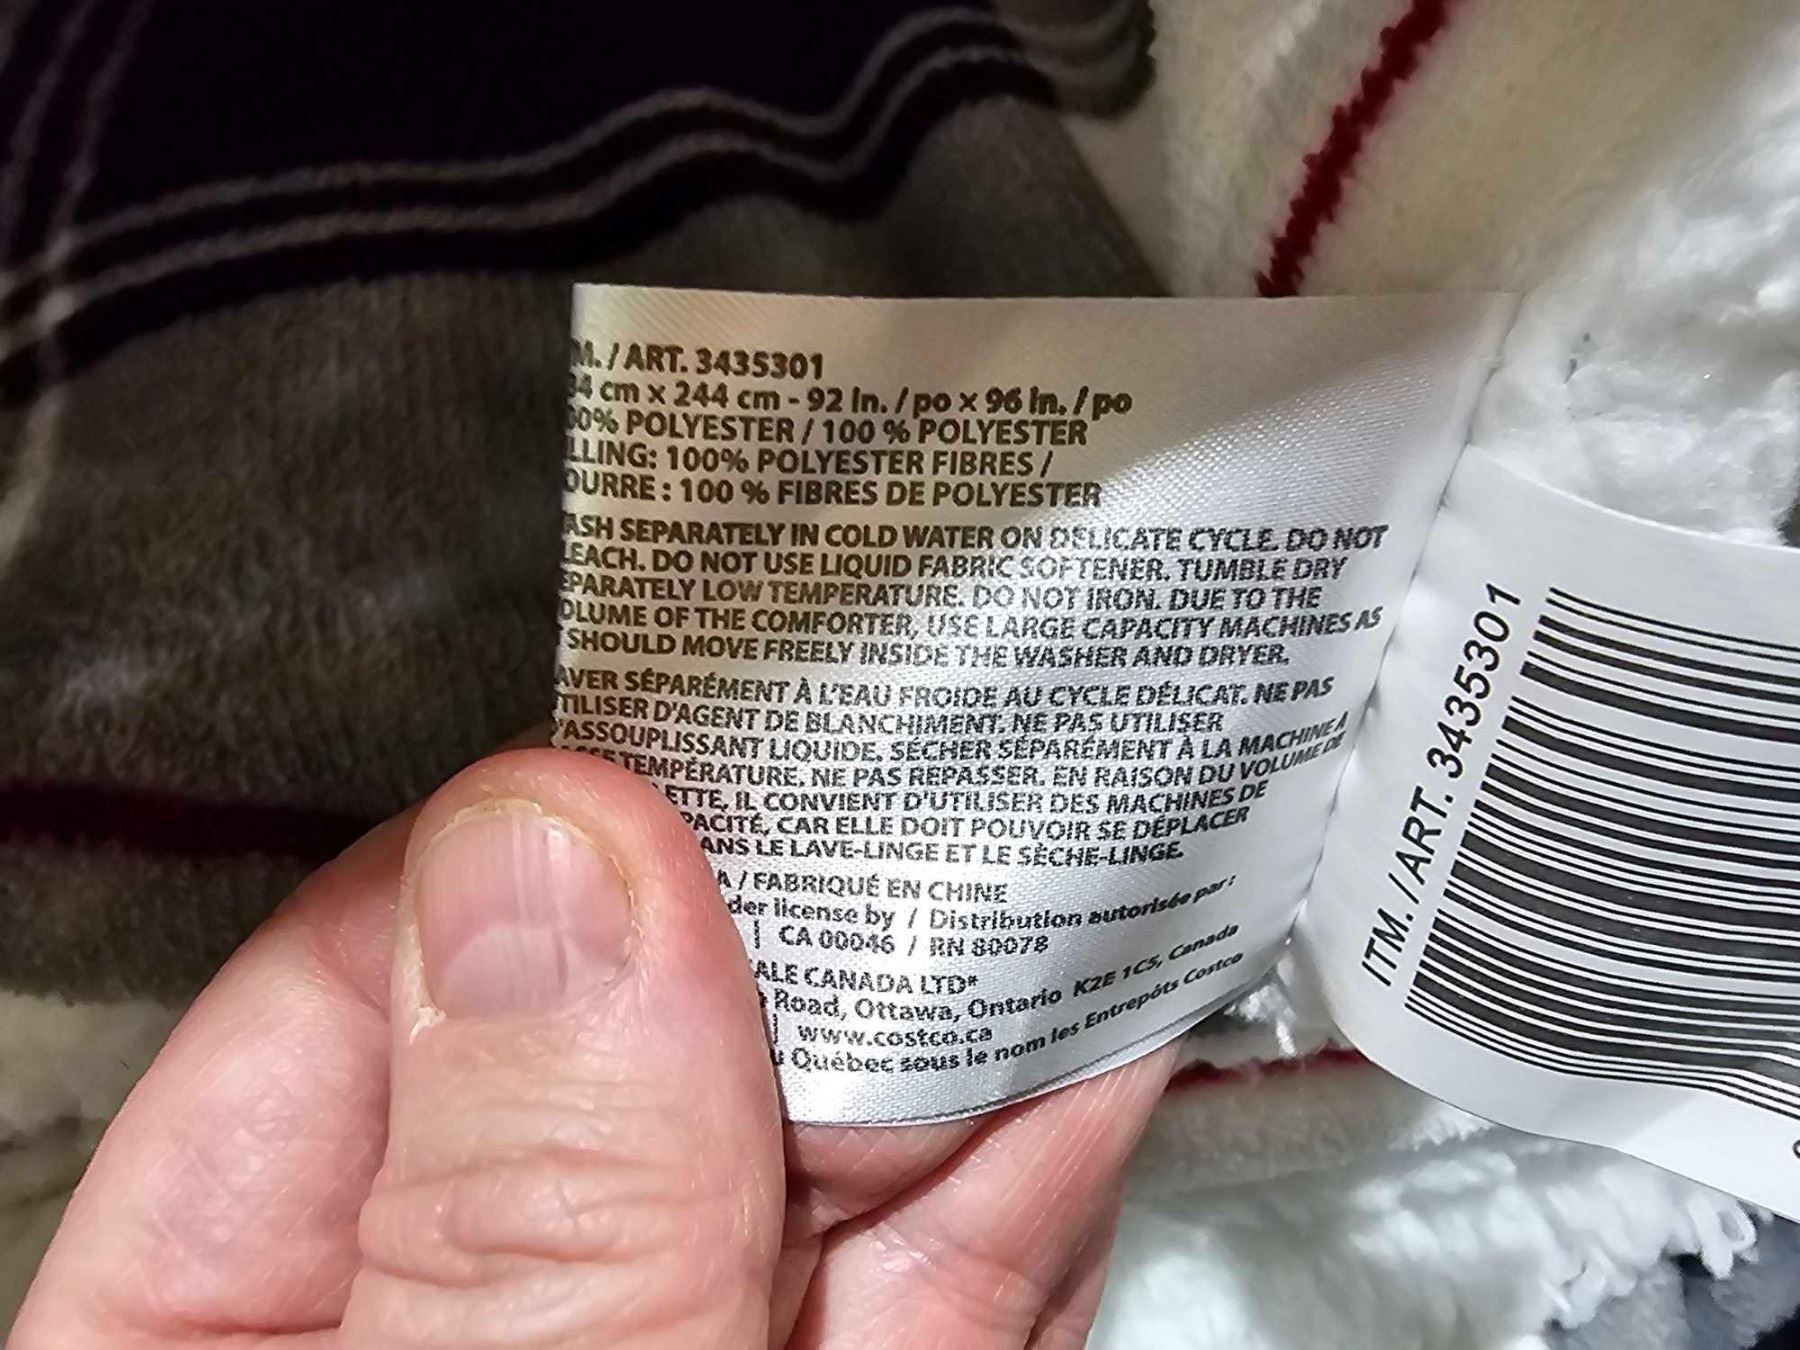 M. / ART. 3435301
4 cm x 244 cm - 92 in. / po x 96 in. / po
00% POLYESTER / 100 % POLYESTER
LLING: 100% POLYESTER FIBRES /
OURRE : 100 % FIBRES DE POLYESTER
ASH SEPARATELY IN COLD WATER ON DELICATE CYCLE. DO NOT
LEACH. DO NOT USE LIQUID FABRIC SOFTENER. TUMBLE DRY
EPARATELY LOW TEMPERATURE. DO NOT IRON. DUE TO THE
OLUME OF THE COMFORTER, USE LARGE CAPACITY MACHINES AS
SHOULD MOVE FREELY INSIDE THE WASHER AND DRYER.
AVER SÉPARÉMENT À L'EAU FROIDE AU CYCLE DÉLICAT. NE PAS
TILISER D'AGENT DE BLANCHIMENT. NE PAS UTILISER
'ASSOUPLISSANT LIQUIDE. SÉCHER SÉPARÉMENT À LA MACHINE À
ASSE TEMPÉRATURE. NE PAS REPASSER. EN RAISON DU VOLUME DE
ETTE, IL CONVIENT D'UTILISER DES MACHINES DE
PACITÉ, CAR ELLE DOIT POUVOIR SE DÉPLACER
ANS LE LAVE-LINGE ET LE SÈCHE-LINGE.
A / FABRIQUÉ EN CHINE
der license by / Distribution autorisée par :
CA 00046 / RN 80078
ALE CANADA LTD*
Road, Ottawa, Ontario K2E 1C5, Canada
www.costco.ca
u Québec sous le nom les Entrepôts Costco
ITM. / ART. 3435301